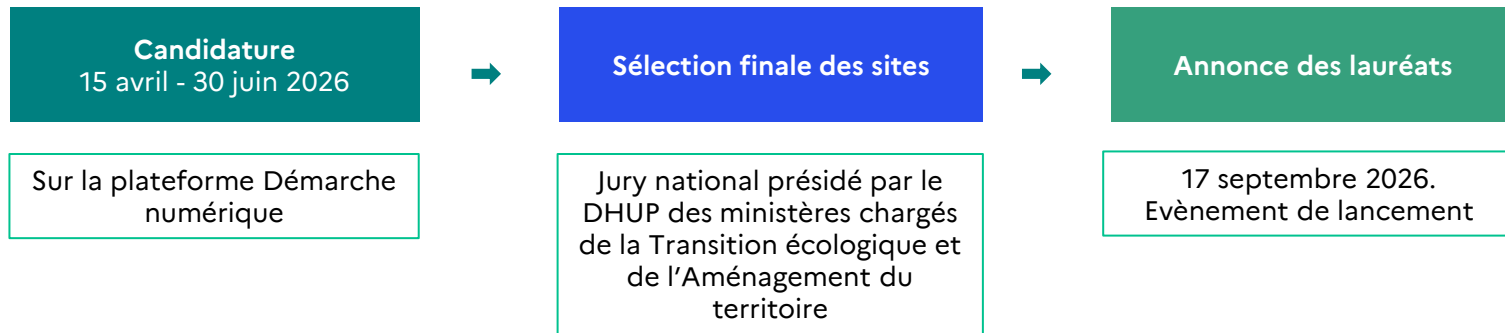 Candidature
15 avril - 30 juin 2026
Sur la plateforme Démarche
numérique
Sélection finale des sites
Jury national présidé par le
DHUP des ministères chargés
de la Transition écologique et
de l'Aménagement du
territoire
Annonce des lauréats
17 septembre 2026.
Evènement de lancement